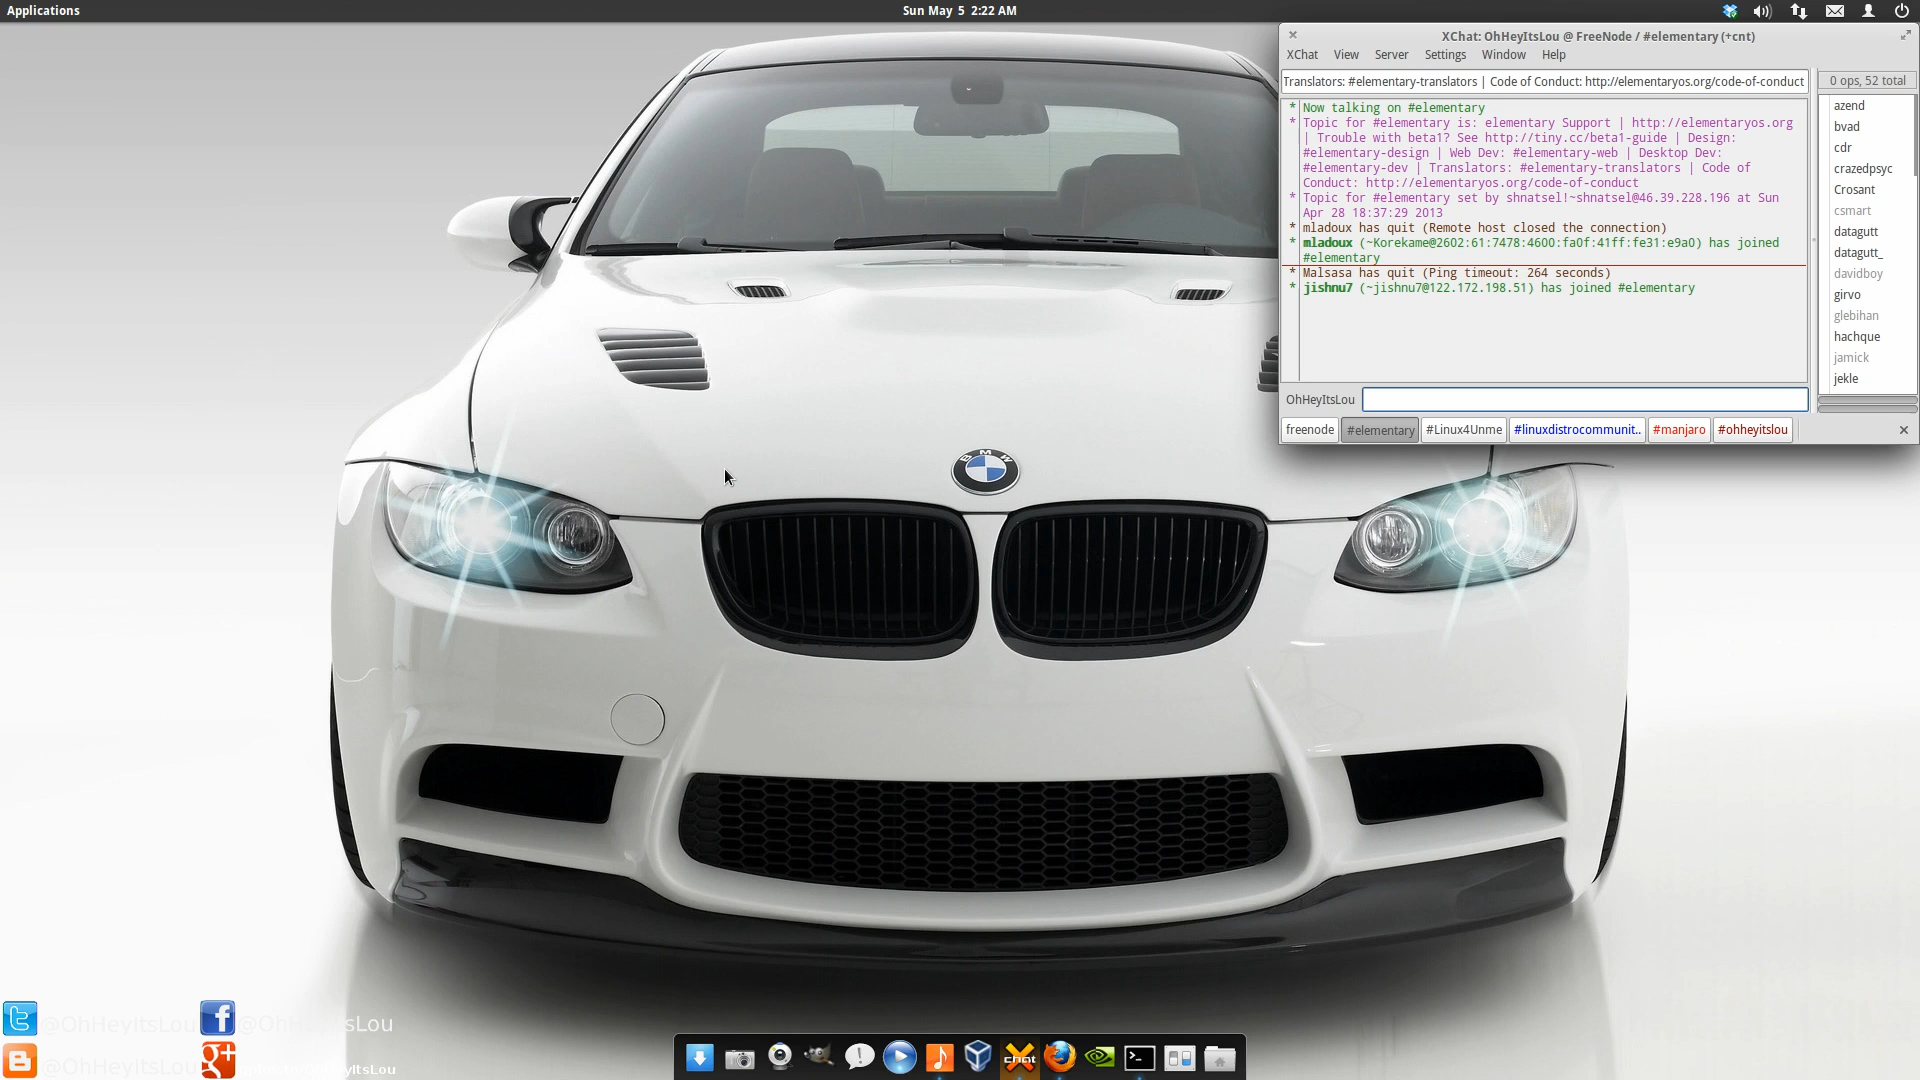 Applications
Sun May 5 2:22 AM
XChat: OhHeyItsLou @ FreeNode / #elementary (+cnt)
XChat View Server Settings Window Help
Translators: #elementary-translators | Code of Conduct: http://elementaryos.org/code-of-conduct
0 ops, 52 total
* Now talking on #elementary
* Topic for #elementary is: elementary Support | http://elementaryos.org
| Trouble with beta1? See http://tiny.cc/beta1-guide | Design:
#elementary-design | Web Dev: #elementary-web | Desktop Dev:
#elementary-dev | Translators: #elementary-translators | Code of
Conduct: http://elementaryos.org/code-of-conduct
* Topic for #elementary set by shnatsel!~shnatsel@46.39.228.196 at Sun
Apr 28 18:37:29 2013
* mladoux has quit (Remote host closed the connection)
* mladoux (~Korekame@2602:61:7478:4600:fa0f:41ff:fe31:e9a0) has joined
#elementary
* Malsasa has quit (Ping timeout: 264 seconds)
* jishnu7 (~jishnu7@122.172.198.51) has joined #elementary
azend
bvad
cdr
crazedpsyc
Crosant
csmart
datagutt
datagutt_
davidboy
girvo
glebihan
hachque
jamick
jekle
OhHeyItsLou
freenode #elementary #Linux4Unme #linuxdistrocommunit.. #manjaro #ohheyitslou
BMW
@OhHeyItsLou
@OhHeyItsLou
@OhHeyItsLou
chat